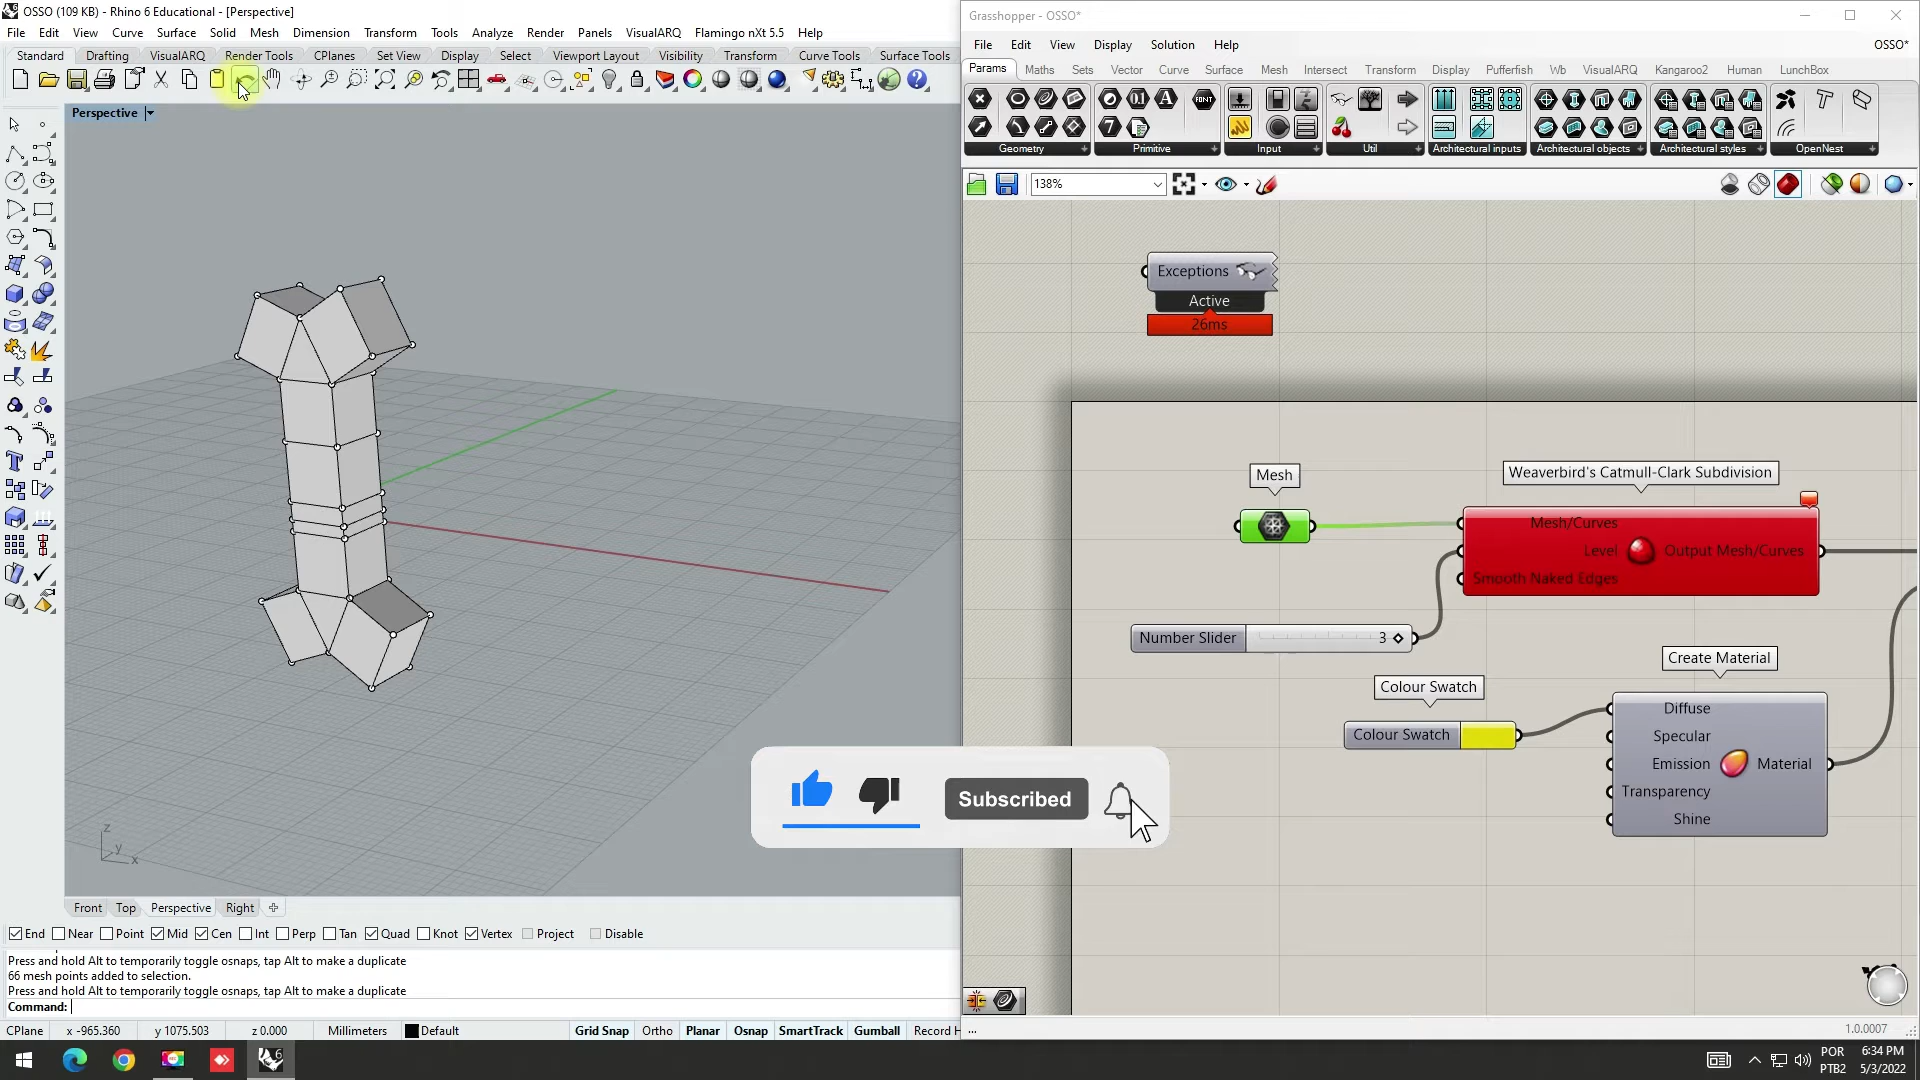 OSSO (109 KB) - Rhino 6 Educational - [Perspective]
File Edit View Curve Surface Solid Mesh Dimension Transform Tools Analyze Render Panels VisualARQ Flamingo nXt 5.5 Help
Standard Drafting VisualARQ Render Tools CPlanes Set View Display Select Viewport Layout Visibility Transform Curve Tools Surface Tools
Perspective
z
y
x
Front Top Perspective Right
End Near Point Mid Cen Int Perp Tan Quad Knot Vertex Project Disable
Press and hold Alt to temporarily toggle osnaps, tap Alt to make a duplicate
66 mesh points added to selection.
Press and hold Alt to temporarily toggle osnaps, tap Alt to make a duplicate
Command:
CPlane x -965.360 y 1075.503 z 0.000 Millimeters Default Grid Snap Ortho Planar Osnap SmartTrack Gumball Record H
Grasshopper - OSSO*
File Edit View Display Solution Help OSSO*
Params Maths Sets Vector Curve Surface Mesh Intersect Transform Display Pufferfish Wb VisualARQ Kangaroo2 Human LunchBox
Geometry Primitive Input Util Architectural inputs Architectural objects Architectural styles OpenNest
138%
Exceptions
Active
26ms
Mesh
Weaverbird's Catmull-Clark Subdivision
Mesh/Curves
Level Output Mesh/Curves
Smooth Naked Edges
Number Slider 3
Create Material
Colour Swatch
Colour Swatch
Diffuse
Specular
Emission Material
Transparency
Shine
Subscribed
...
1.0.0007
POR
PTB2
6:34 PM
5/3/2022